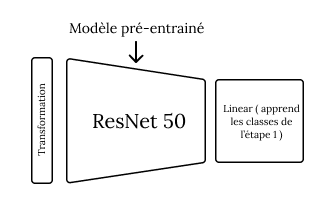 Modèle pré-entrainé
Transformation
ResNet 50
Linear ( apprend
les classes de
l'étape 1 )